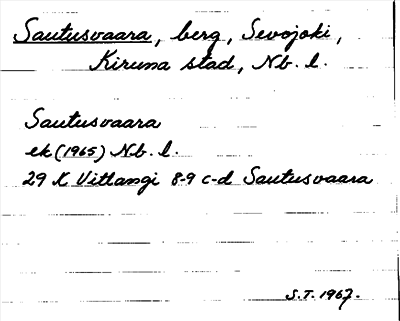 Sautusvaara, berg, Sevojoki,
Kiruna stad, Nb. l.
Sautusvaara
ek (1965) Nb. l.
29 K Vittangi 8-9 c-d Sautusvaara
S.T. 1967.